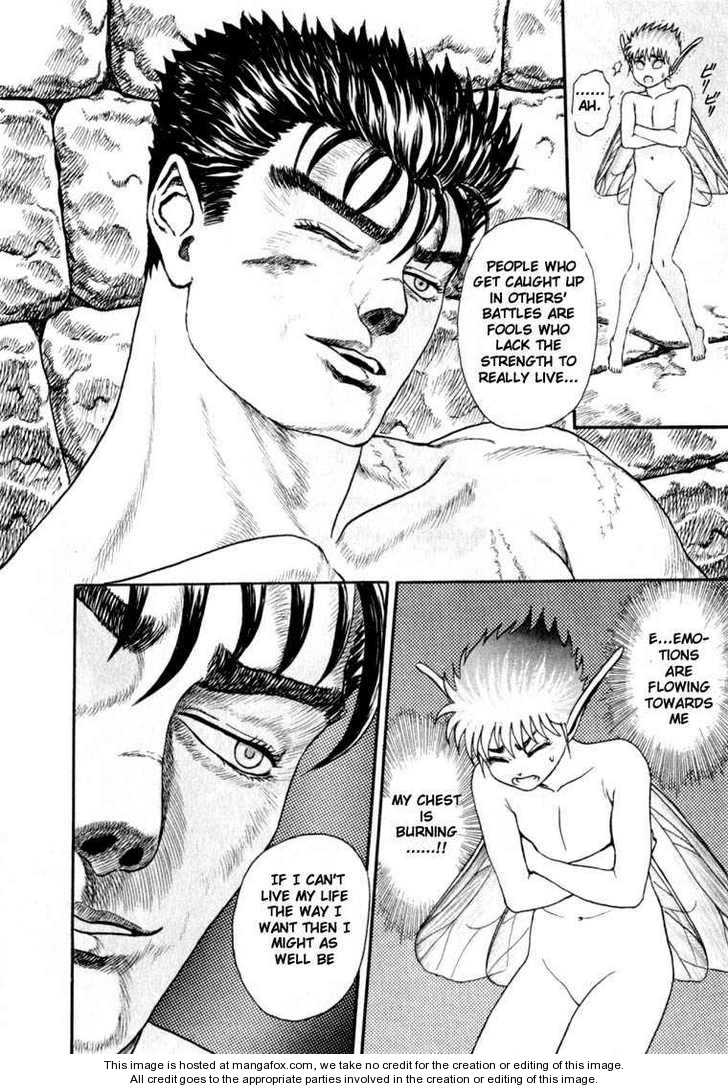 ビリ
ビリ
......
AH.
PEOPLE WHO
GET CAUGHT UP
IN OTHERS'
BATTLES ARE
FOOLS WHO
LACK THE
STRENGTH TO
REALLY LIVE...
E...EMO-
TIONS
ARE
FLOWING
TOWARDS
ME
MY CHEST
IS
BURNING
......!!
IF I CAN'T
LIVE MY LIFE
THE WAY I
WANT THEN I
MIGHT AS
WELL BE
This image is hosted at mangafox.com, we take no credit for the creation or editing of this image.
All credit goes to the appropriate parties involved in the creation or editing of this image.